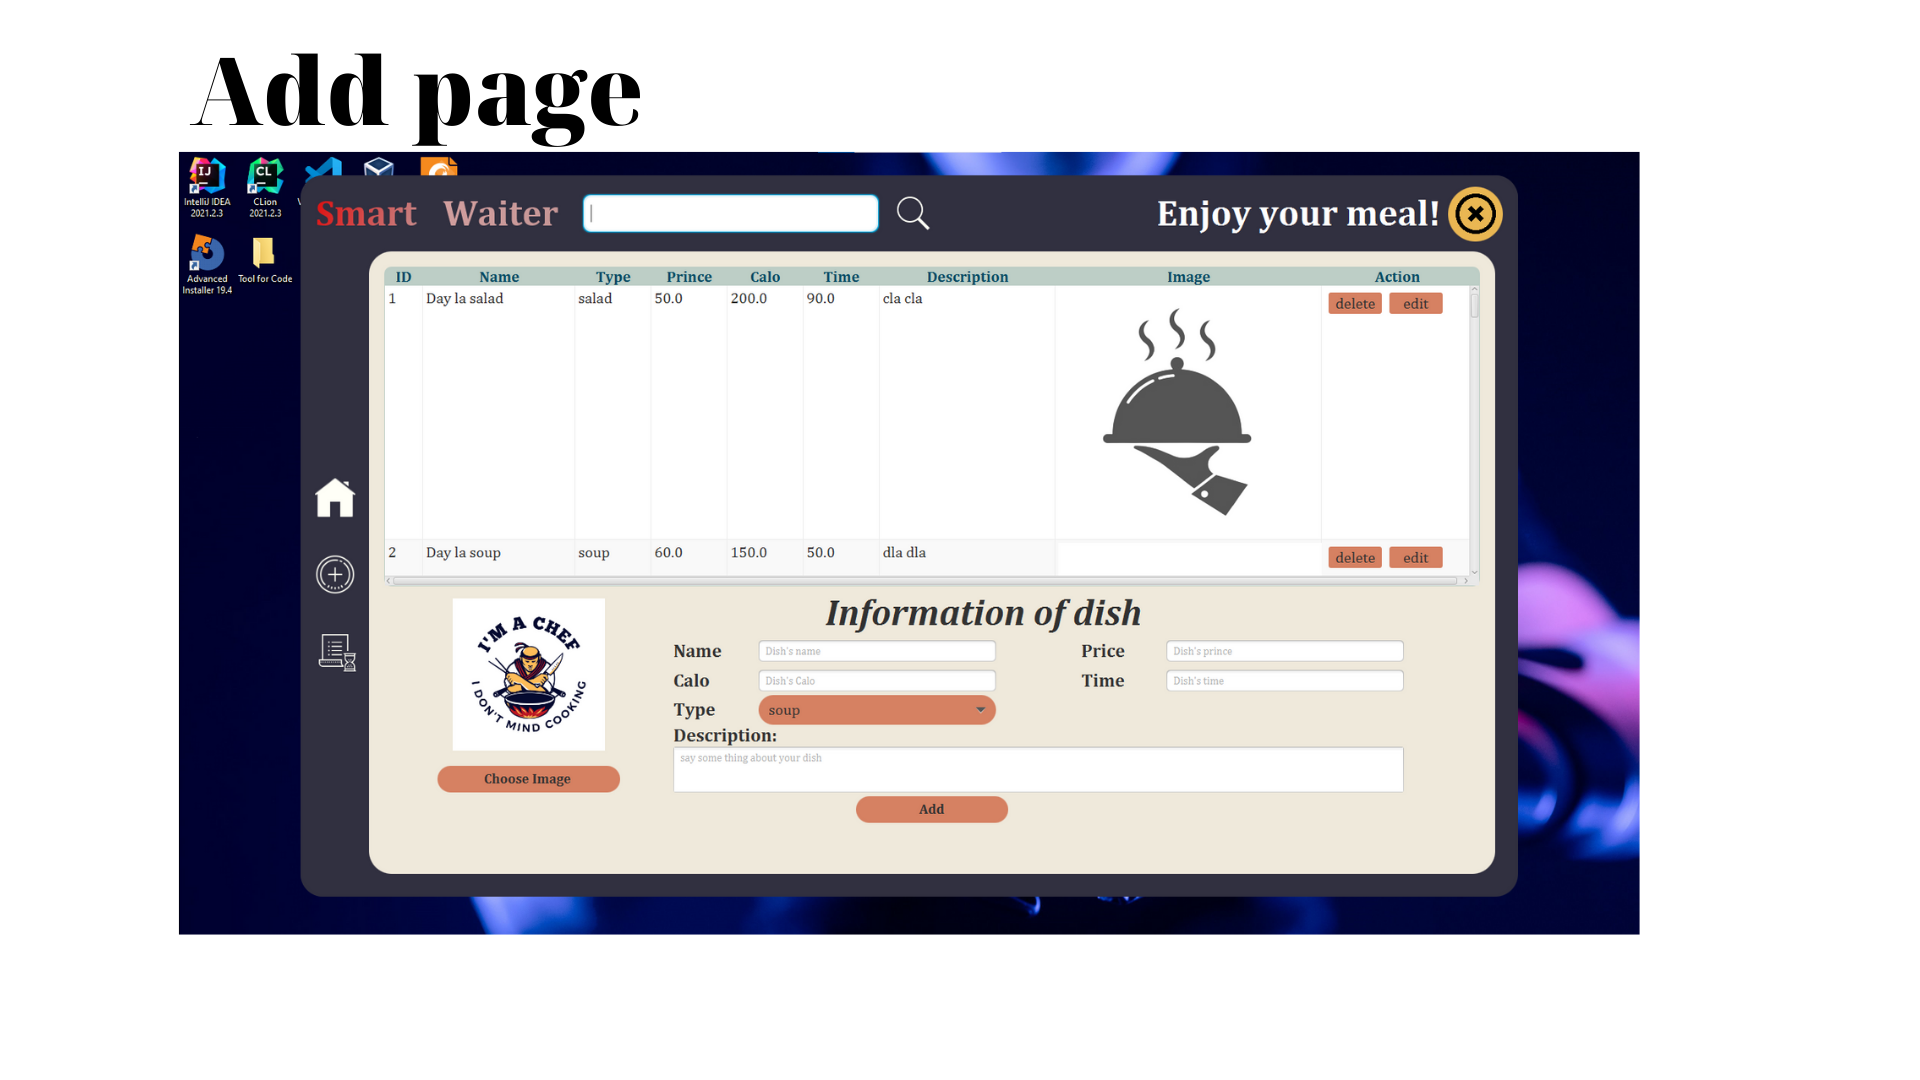 Add page
IJ
CL
IntelliJ IDEA
2021.2.3
CLion
2021.2.3
Advanced
Installer 19.4
Tool for Code
Smart Waiter
Enjoy your meal!
ID Name Type Prince Calo Time Description Image Action
1 Day la salad salad 50.0 200.0 90.0 cla cla delete edit
2 Day la soup soup 60.0 150.0 50.0 dla dla delete edit
I'M A CHEF
I DON'T MIND COOKING
Choose Image
Information of dish
Name Dish's name Price Dish's prince
Calo Dish's Calo Time Dish's time
Type soup
Description:
say some thing about your dish
Add